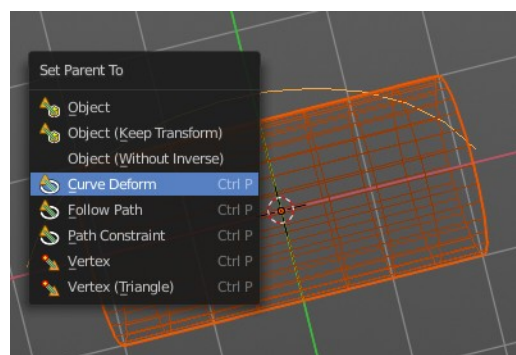 Set Parent To
Object
Object (Keep Transform)
Object (Without Inverse)
Curve Deform Ctrl P
Follow Path Ctrl P
Path Constraint Ctrl P
Vertex Ctrl P
Vertex (Triangle) Ctrl P